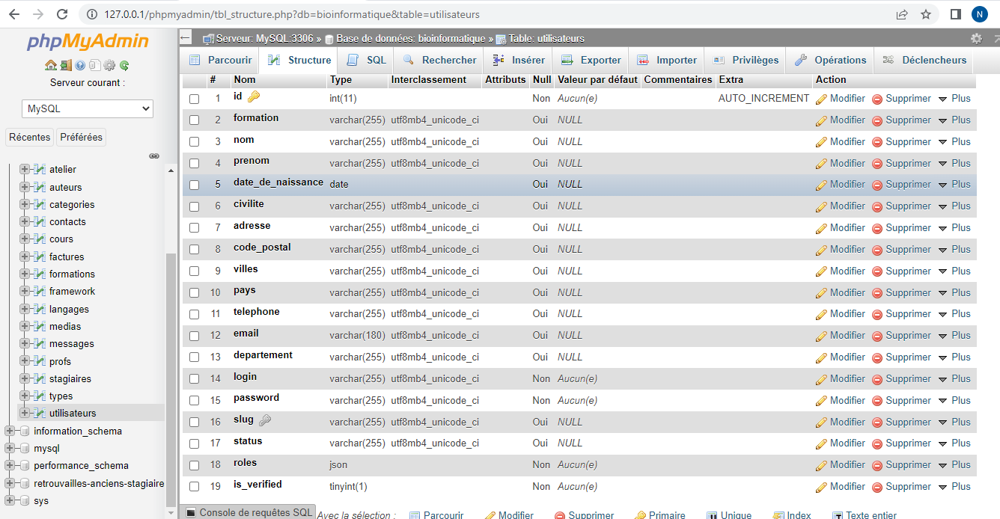 127.0.0.1/phpmyadmin/tbl_structure.php?db=bioinformatique&table=utilisateurs
N
phpMyAdmin
Serveur courant :
MySQL
Récentes Préférées
atelier
auteurs
categories
contacts
cours
factures
formations
framework
langages
medias
messages
profs
stagiaires
types
utilisateurs
information_schema
mysql
performance_schema
retrouvailles-anciens-stagiaire
sys
Serveur: MySQL:3306 » Base de données: bioinformatique » Table: utilisateurs
Parcourir Structure SQL Rechercher Insérer Exporter Importer Privilèges Opérations Déclencheurs
# Nom Type Interclassement Attributs Null Valeur par défaut Commentaires Extra Action
1 id int(11) Non Aucun(e) AUTO_INCREMENT Modifier Supprimer Plus
2 formation varchar(255) utf8mb4_unicode_ci Oui NULL Modifier Supprimer Plus
3 nom varchar(255) utf8mb4_unicode_ci Oui NULL Modifier Supprimer Plus
4 prenom varchar(255) utf8mb4_unicode_ci Oui NULL Modifier Supprimer Plus
5 date_de_naissance date Oui NULL Modifier Supprimer Plus
6 civilite varchar(255) utf8mb4_unicode_ci Oui NULL Modifier Supprimer Plus
7 adresse varchar(255) utf8mb4_unicode_ci Oui NULL Modifier Supprimer Plus
8 code_postal varchar(255) utf8mb4_unicode_ci Oui NULL Modifier Supprimer Plus
9 villes varchar(255) utf8mb4_unicode_ci Oui NULL Modifier Supprimer Plus
10 pays varchar(255) utf8mb4_unicode_ci Oui NULL Modifier Supprimer Plus
11 telephone varchar(255) utf8mb4_unicode_ci Oui NULL Modifier Supprimer Plus
12 email varchar(180) utf8mb4_unicode_ci Oui NULL Modifier Supprimer Plus
13 departement varchar(255) utf8mb4_unicode_ci Oui NULL Modifier Supprimer Plus
14 login varchar(255) utf8mb4_unicode_ci Non Aucun(e) Modifier Supprimer Plus
15 password varchar(255) utf8mb4_unicode_ci Non Aucun(e) Modifier Supprimer Plus
16 slug varchar(255) utf8mb4_unicode_ci Oui NULL Modifier Supprimer Plus
17 status varchar(255) utf8mb4_unicode_ci Oui NULL Modifier Supprimer Plus
18 roles json Non Aucun(e) Modifier Supprimer Plus
19 is_verified tinyint(1) Non Aucun(e) Modifier Supprimer Plus
Console de requêtes SQL Avec la sélection : Parcourir Modifier Supprimer Primaire Unique Index Texte entier